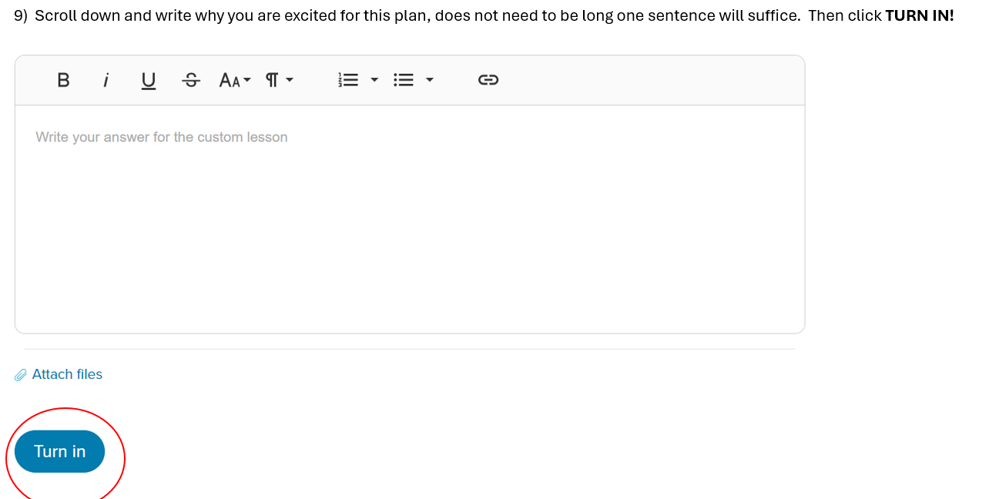 9) Scroll down and write why you are excited for this plan, does not need to be long one sentence will suffice. Then click TURN IN!
B i U S AA ¶
Write your answer for the custom lesson
Attach files
Turn in